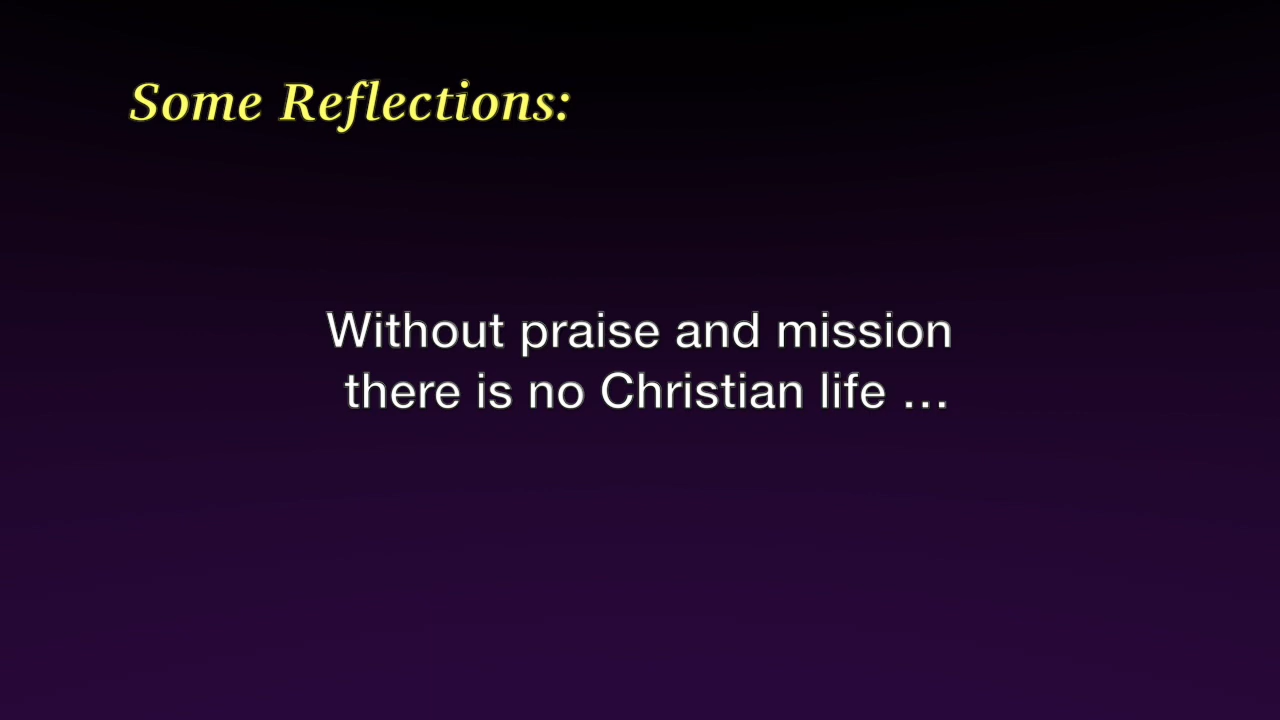 Some Reflections:
Without praise and mission
there is no Christian life ...